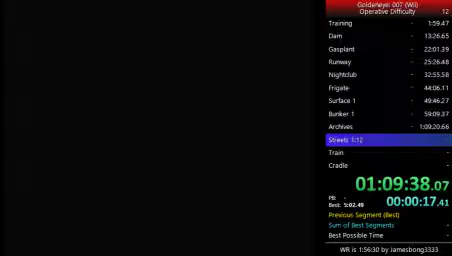 Goldeneye: 007 (Wii)
Operative Difficulty 12
Training - 1:59.47
Dam - 13:26.65
Gasplant - 22:01.39
Runway - 25:26.48
Nightclub - 32:55.58
Frigate - 44:06.11
Surface 1 - 49:46.27
Bunker 1 - 59:09.37
Archives - 1:09:20.66
Streets 1:12
Train -
Cradle -
01:09:38.07
PB: -
Best: 5:02.49
00:00:17.41
Previous Segment (Best)
Sum of Best Segments -
Best Possible Time -
WR is 1:56:30 by Jamesbong3333